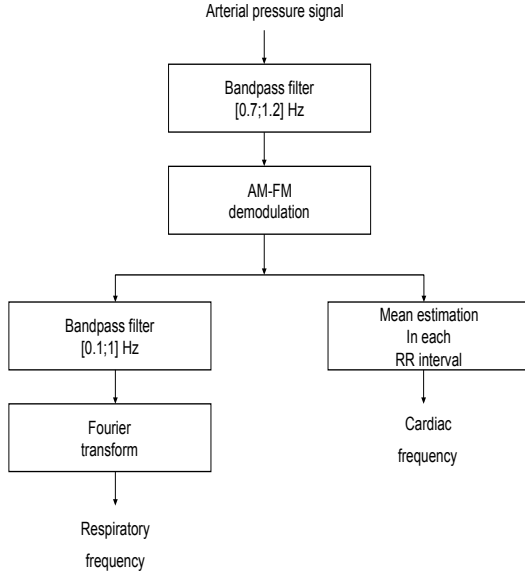 Arterial pressure signal
Bandpass filter
[0.7;1.2] Hz
AM-FM
demodulation
Bandpass filter
[0.1;1] Hz
Mean estimation
In each
RR interval
Fourier
transform
Cardiac
frequency
Respiratory
frequency